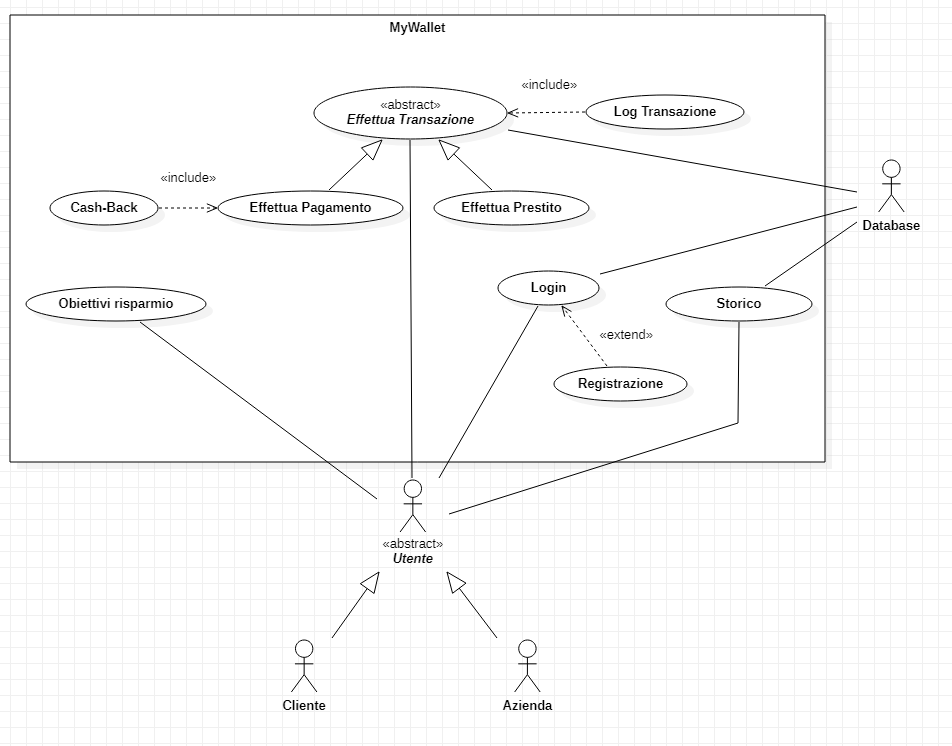 MyWallet
«include»
«abstract»
Effettua Transazione
Log Transazione
«include»
Cash-Back
Effettua Pagamento
Effettua Prestito
Database
Login
Obiettivi risparmio
Storico
«extend»
Registrazione
«abstract»
Utente
Cliente
Azienda